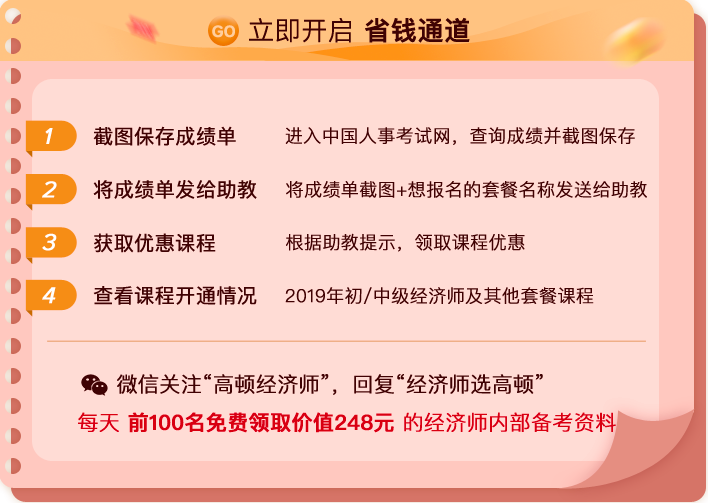 GO 立即开启 省钱通道
1 截图保存成绩单 进入中国人事考试网，查询成绩并截图保存
2 将成绩单发给助教 将成绩单截图+想报名的套餐名称发送给助教
3 获取优惠课程 根据助教提示，领取课程优惠
4 查看课程开通情况 2019年初/中级经济师及其他套餐课程
微信关注“高顿经济师”，回复“经济师选高顿”
每天 前100名免费领取价值248元 的经济师内部备考资料